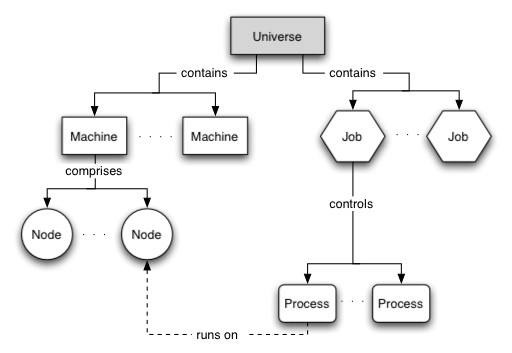 Universe
contains
contains
Machine
Machine
Job
Job
comprises
controls
Node
Node
Process
Process
runs on